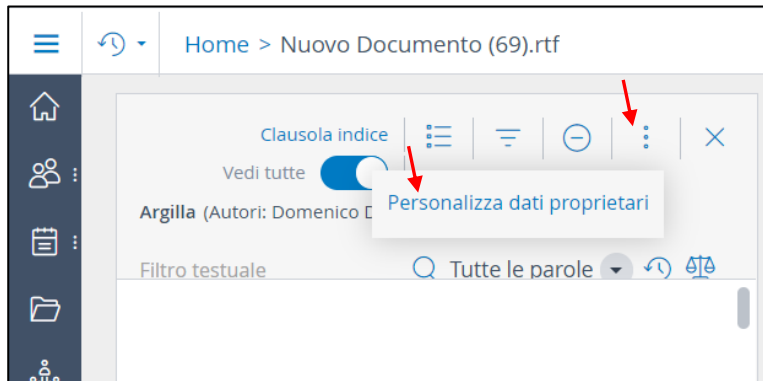 Home > Nuovo Documento (69).rtf
Clausola indice
Vedi tutte
Personalizza dati proprietari
Argilla (Autori: Domenico D
Filtro testuale
Tutte le parole